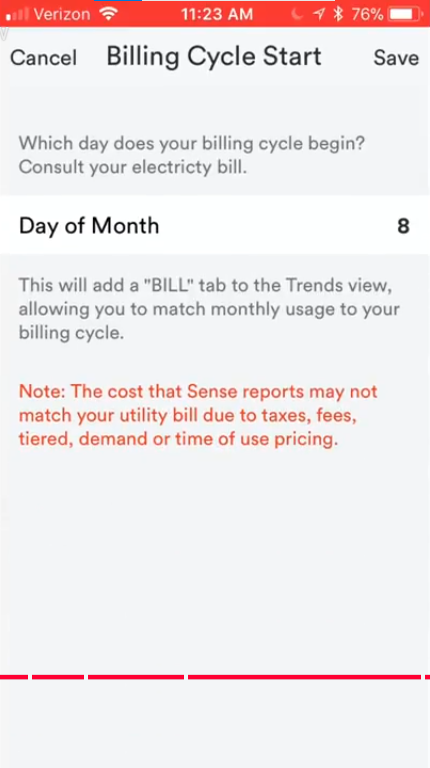 Verizon 11:23 AM 76%
Cancel Billing Cycle Start Save
Which day does your billing cycle begin?
Consult your electricty bill.
Day of Month 8
This will add a "BILL" tab to the Trends view,
allowing you to match monthly usage to your
billing cycle.
Note: The cost that Sense reports may not
match your utility bill due to taxes, fees,
tiered, demand or time of use pricing.